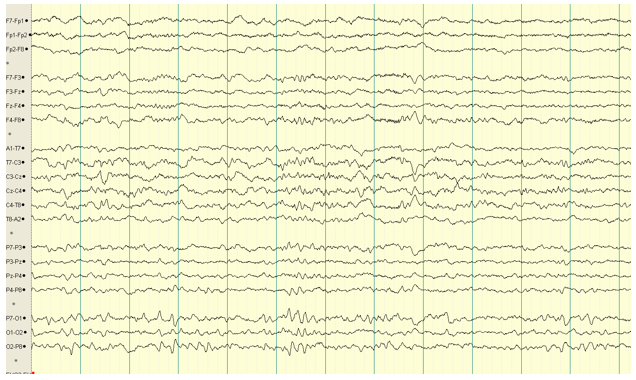 F7-Fp1
Fp1-Fp2
Fp2-F8
F7-F3
F3-Fz
Fz-F4
F4-F8
A1-T7
T7-C3
C3-Cz
Cz-C4
C4-T8
T8-A2
P7-P3
P3-Pz
Pz-P4
P4-P8
P7-O1
O1-O2
O2-P8